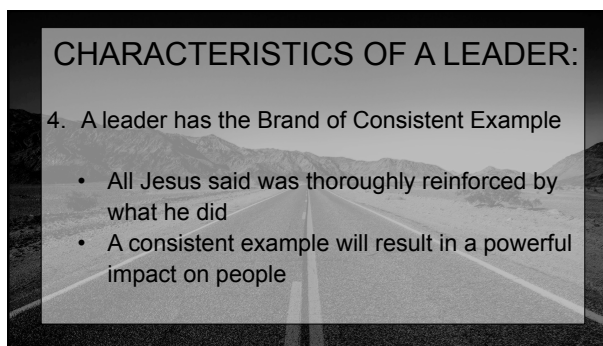 CHARACTERISTICS OF A LEADER:
4. A leader has the Brand of Consistent Example
• All Jesus said was thoroughly reinforced by
what he did
• A consistent example will result in a powerful
impact on people